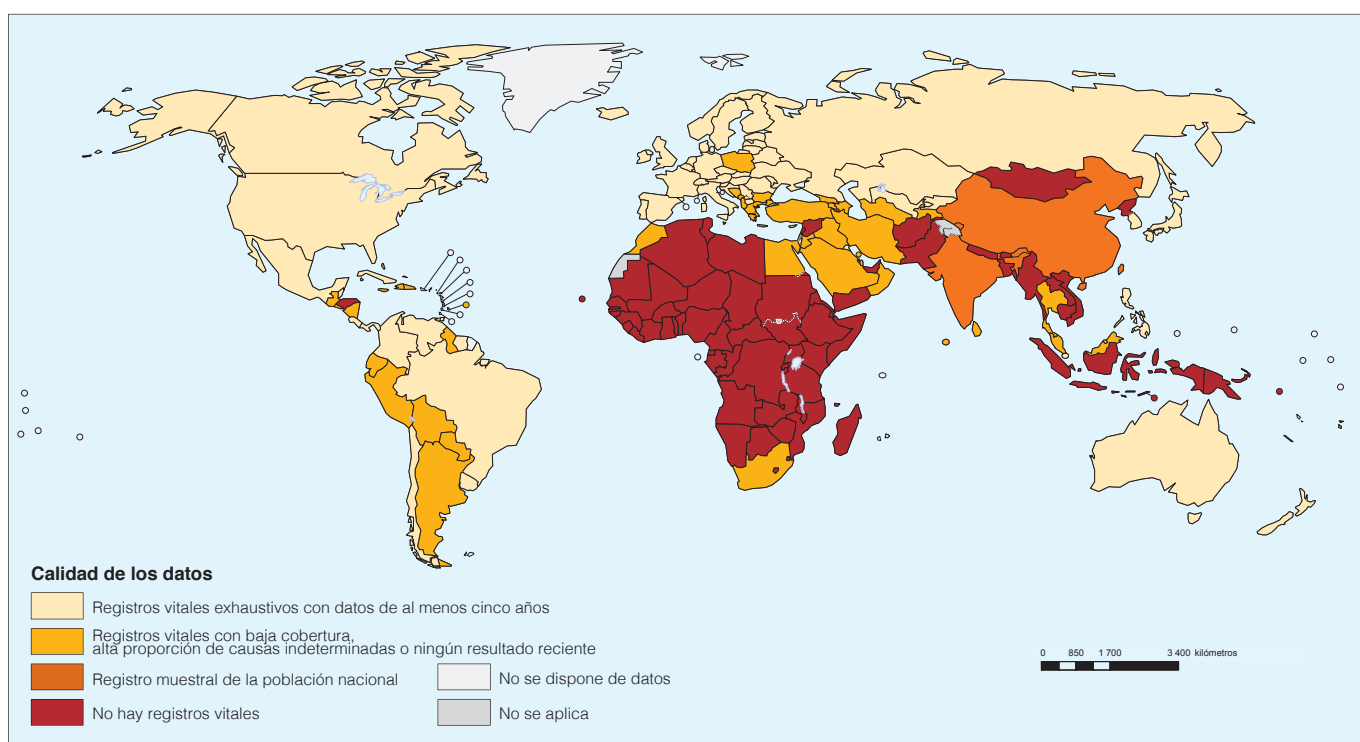 Calidad de los datos
Registros vitales exhaustivos con datos de al menos cinco años
Registros vitales con baja cobertura,
alta proporción de causas indeterminadas o ningún resultado reciente
Registro muestral de la población nacional
No hay registros vitales
No se dispone de datos
No se aplica
0 850 1 700 3 400 kilómetros